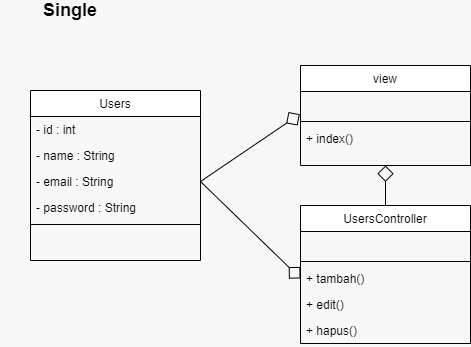 Single
Users
- id : int
- name : String
- email : String
- password : String
view
+ index()
UsersController
+ tambah()
+ edit()
+ hapus()